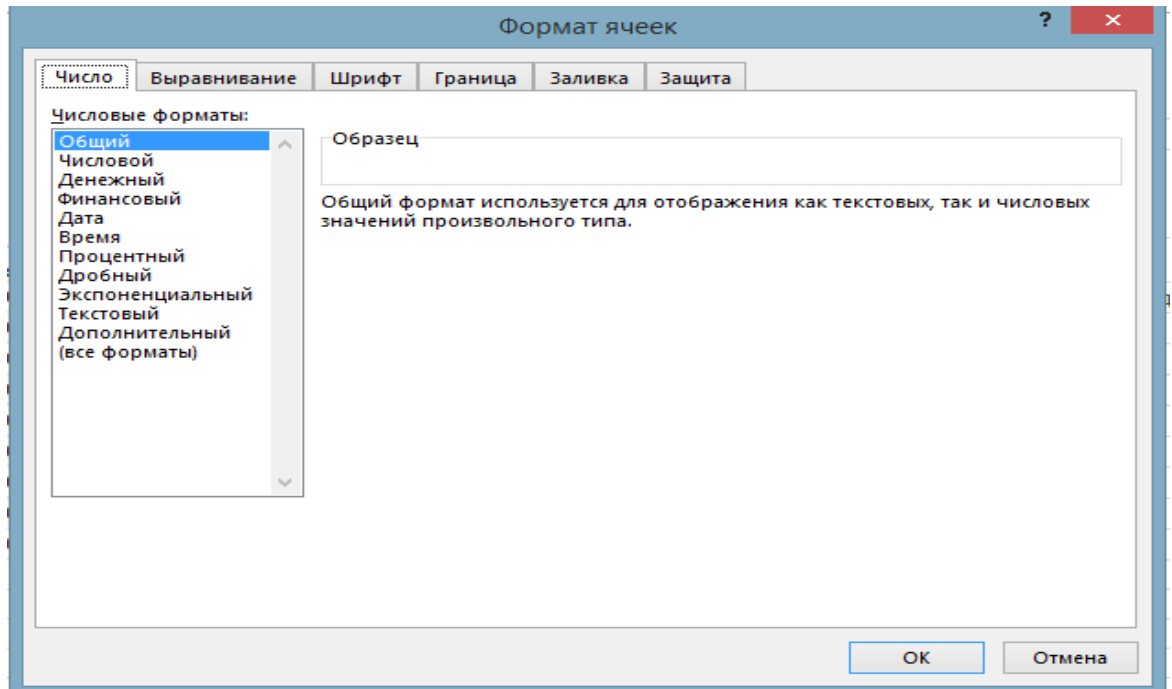 Формат ячеек
?
Число Выравнивание Шрифт Граница Заливка Защита
Числовые форматы:
Общий
Числовой
Денежный
Финансовый
Дата
Время
Процентный
Дробный
Экспоненциальный
Текстовый
Дополнительный
(все форматы)
Образец
Общий формат используется для отображения как текстовых, так и числовых
значений произвольного типа.
ОК Отмена